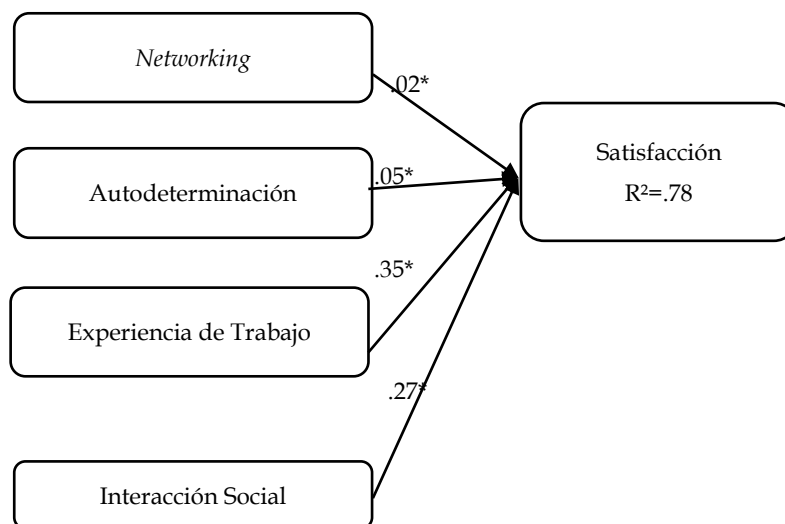 Networking
.02*
Satisfacción
R²=.78
Autodeterminación
.05*
.35*
Experiencia de Trabajo
.27*
Interacción Social